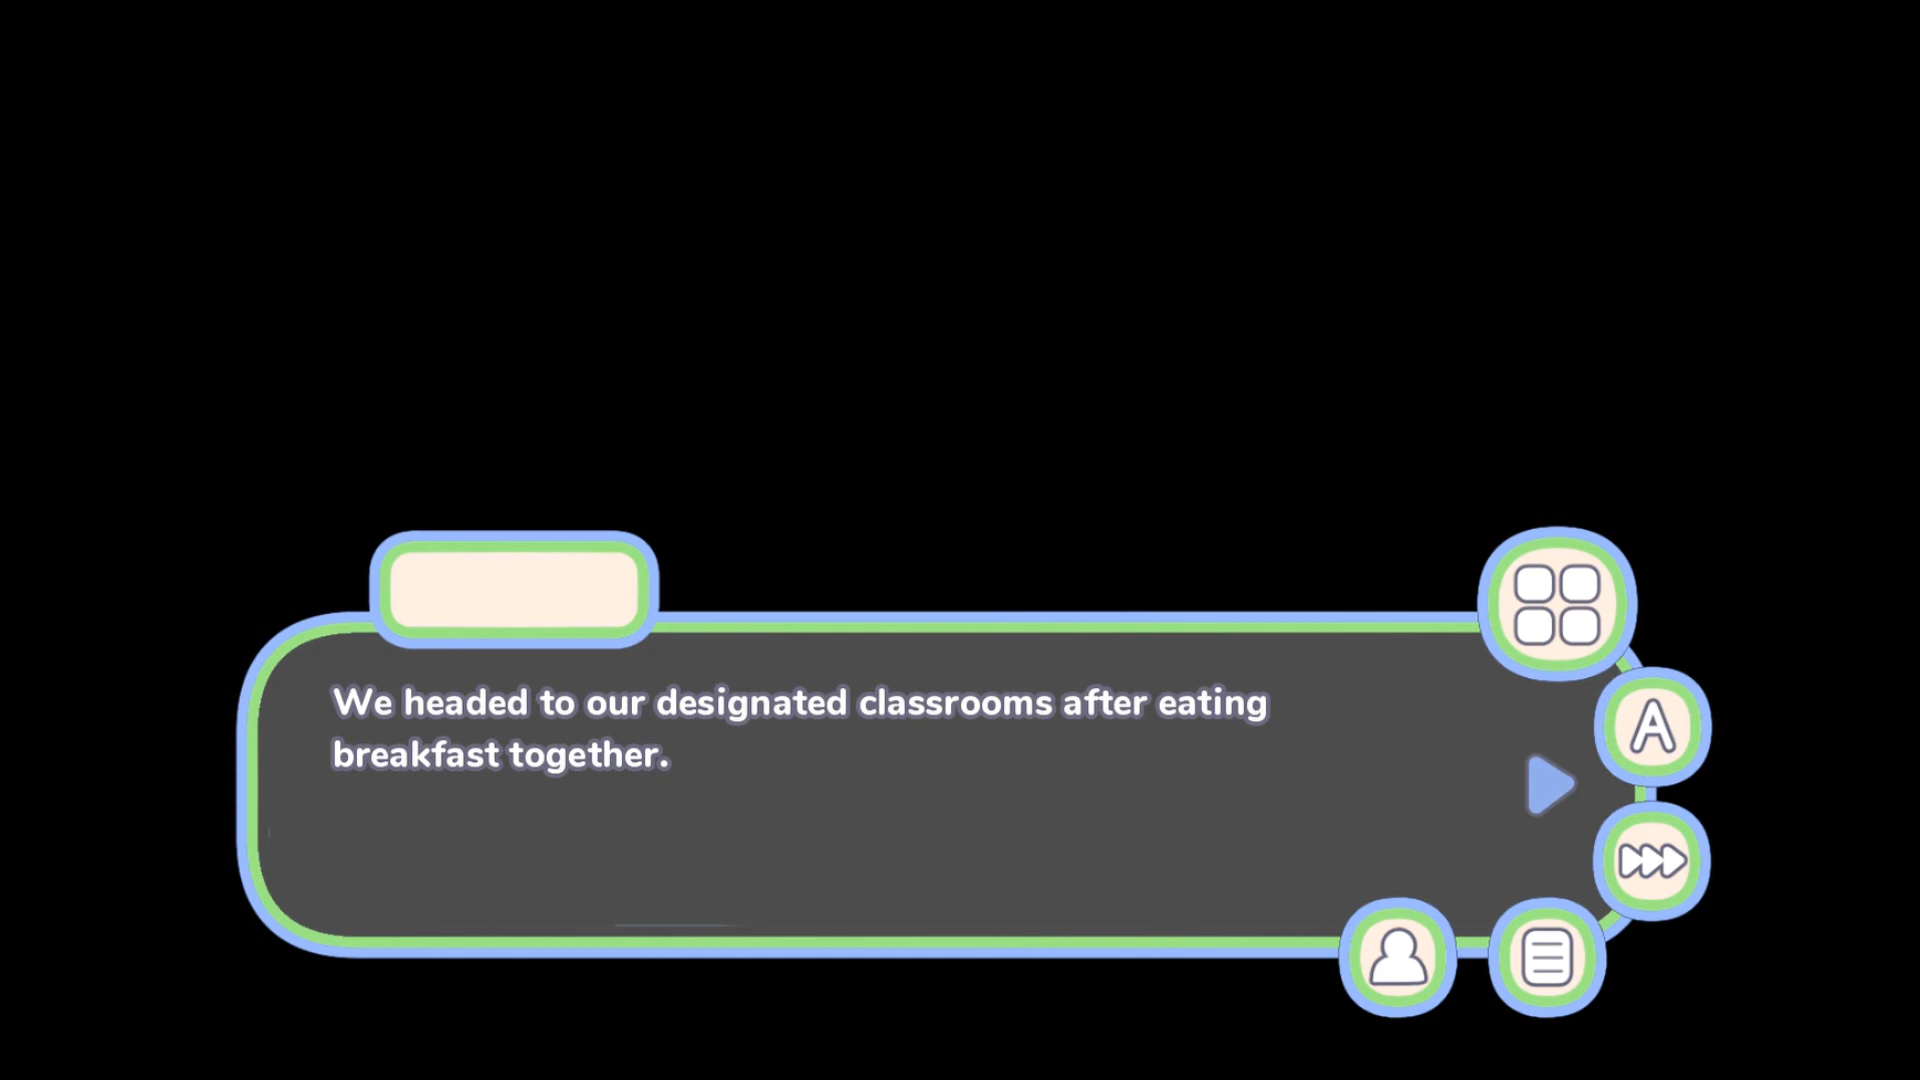 We headed to our designated classrooms after eating
breakfast together.
A